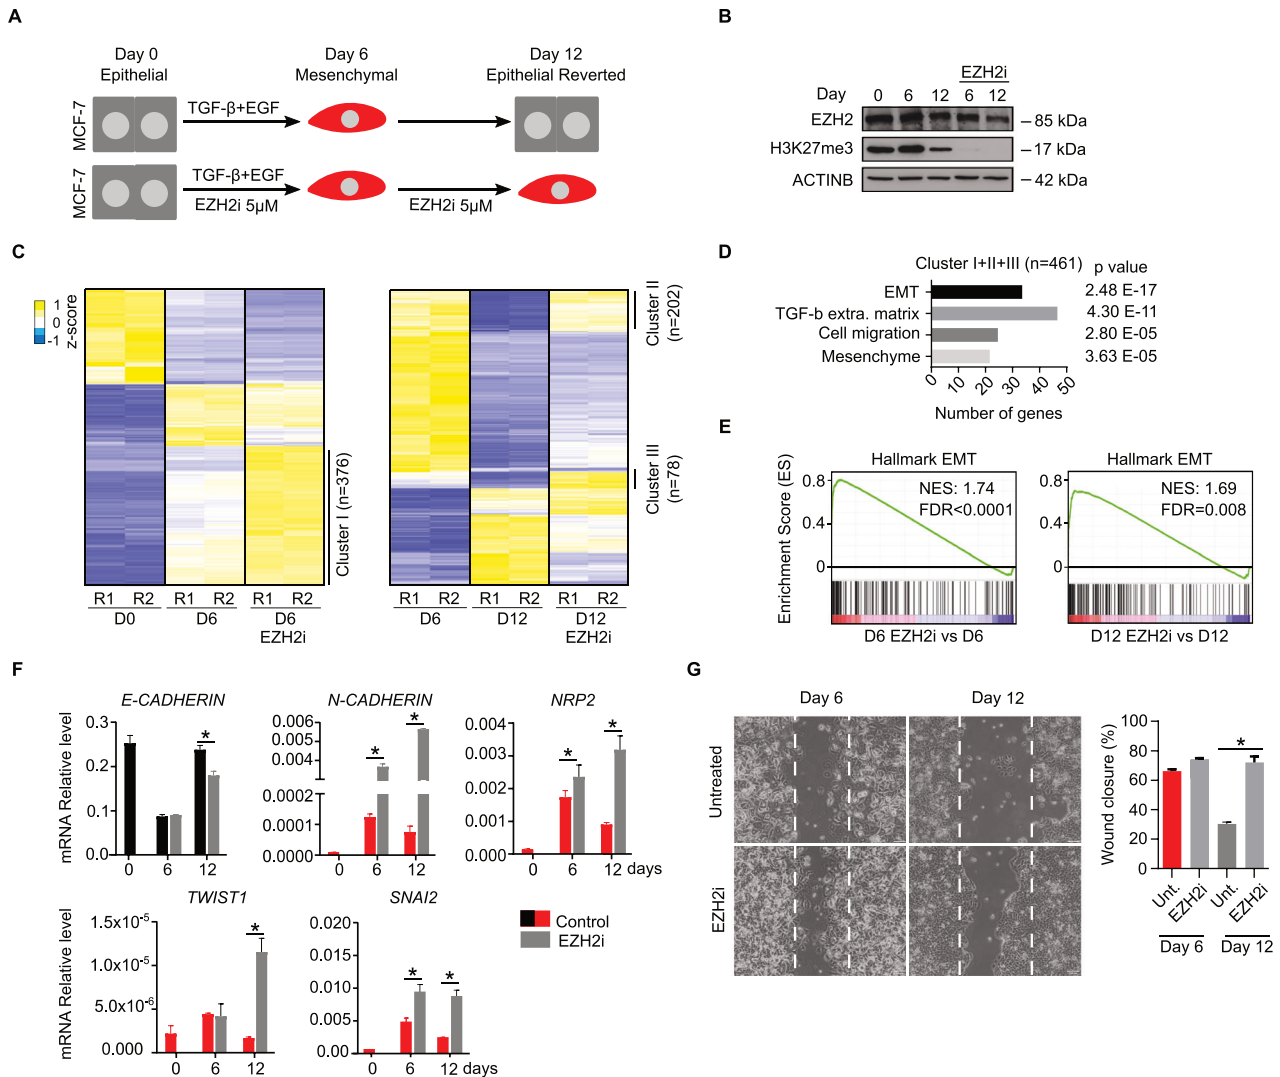 A
Day 0
Epithelial
Day 6
Mesenchymal
Day 12
Epithelial Reverted
MCF-7
TGF-β+EGF
MCF-7
TGF-β+EGF
EZH2i 5μM
EZH2i 5μM
B
EZH2i
Day 0 6 12 6 12
EZH2 – 85 kDa
H3K27me3 – 17 kDa
ACTINB – 42 kDa
C
1
0
-1
z-score
Cluster I (n=376)
R1 R2 R1 R2 R1 R2
D0 D6 D6
EZH2i
Cluster II
(n=202)
Cluster III
(n=78)
R1 R2 R1 R2 R1 R2
D6 D12 D12
EZH2i
D
Cluster I+II+III (n=461) p value
EMT 2.48 E-17
TGF-b extra. matrix 4.30 E-11
Cell migration 2.80 E-05
Mesenchyme 3.63 E-05
0 10 20 30 40 50
Number of genes
E
Enrichment Score (ES)
Hallmark EMT
0.8
0.4
0
NES: 1.74
FDR<0.0001
D6 EZH2i vs D6
Hallmark EMT
0.8
0.4
0
NES: 1.69
FDR=0.008
D12 EZH2i vs D12
F
E-CADHERIN
mRNA Relative level
0.3
0.2
0.1
0.0
*
0 6 12
N-CADHERIN
0.006
0.005
0.004
0.0002
0.0001
0.0000
* *
0 6 12
NRP2
0.004
0.003
0.002
0.001
0.000
* *
0 6 12 days
TWIST1
mRNA Relative level
1.5x10-5
1.0x10-5
5.0x10-6
0.000
*
0 6 12
SNAI2
0.020
0.015
0.010
0.005
0.00
* *
0 6 12 days
Control
EZH2i
G
Day 6 Day 12
Untreated
EZH2i
Wound closure (%)
100
80
60
40
20
0
*
Unt. EZH2i Unt. EZH2i
Day 6 Day 12